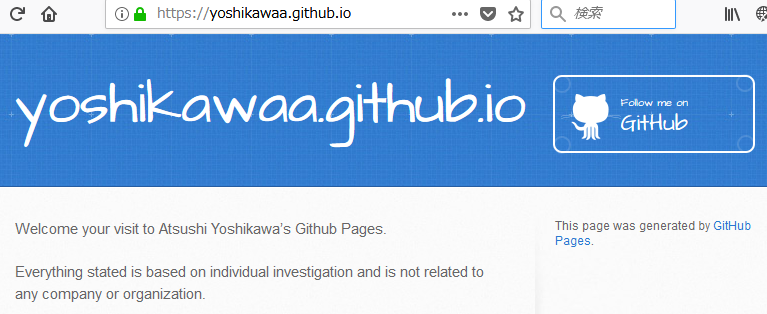 https://yoshikawaa.github.io
検索
yoshikawaa.github.io
Follow me on
GitHub
Welcome your visit to Atsushi Yoshikawa's Github Pages.
Everything stated is based on individual investigation and is not related to
any company or organization.
This page was generated by GitHub
Pages.